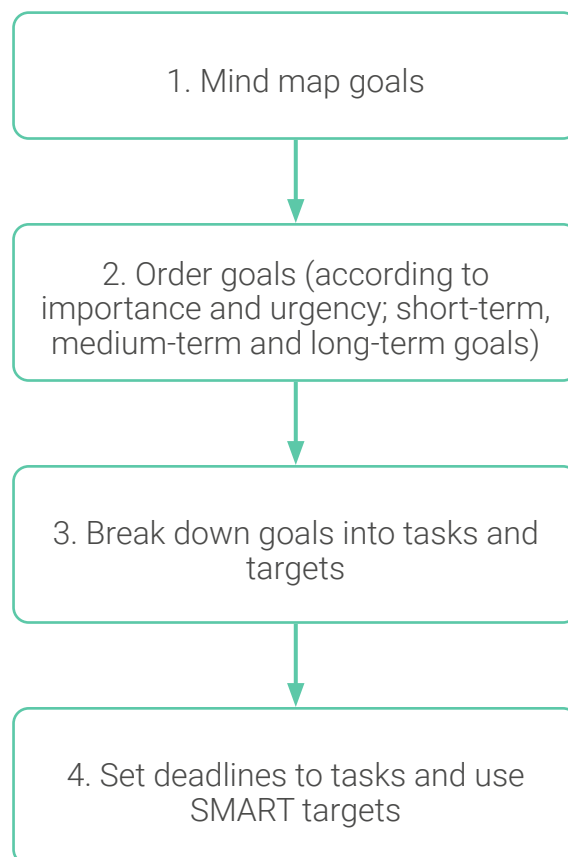 1. Mind map goals
2. Order goals (according to
importance and urgency; short-term,
medium-term and long-term goals)
3. Break down goals into tasks and
targets
4. Set deadlines to tasks and use
SMART targets